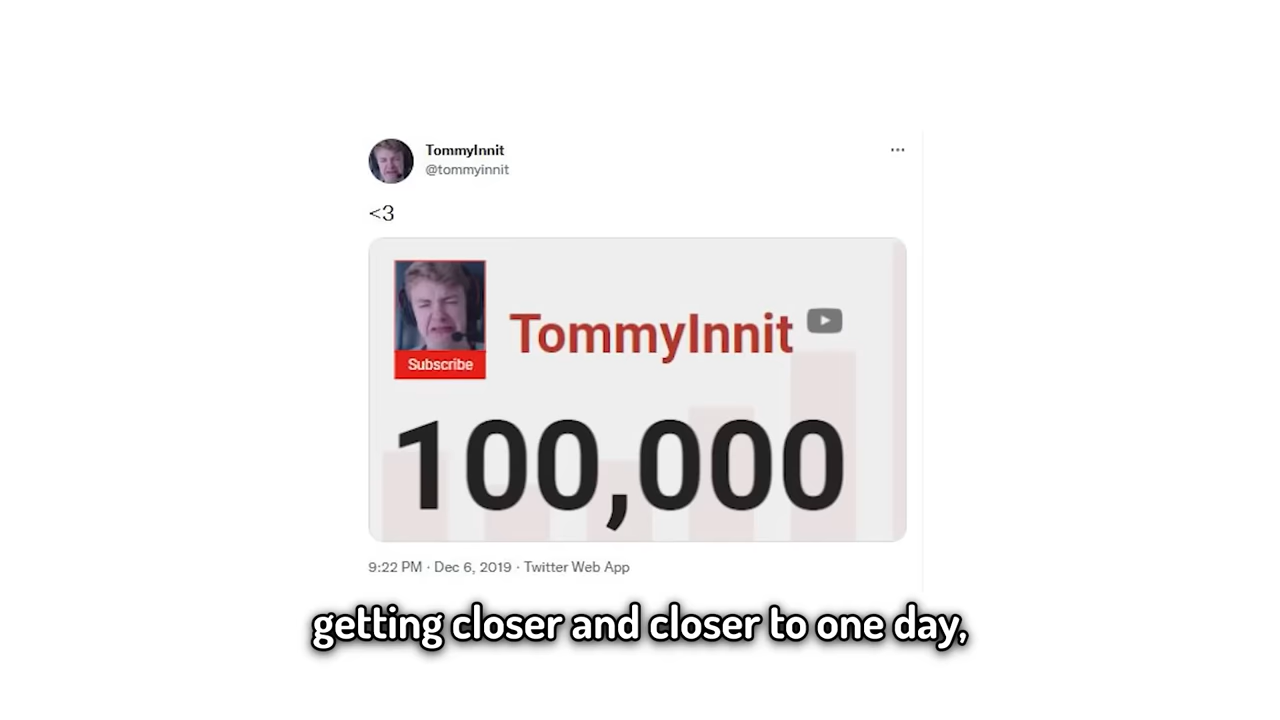 TommyInnit
@tommyinnit
<3
TommyInnit
Subscribe
100,000
9:22 PM · Dec 6, 2019 · Twitter Web App
getting closer and closer to one day,